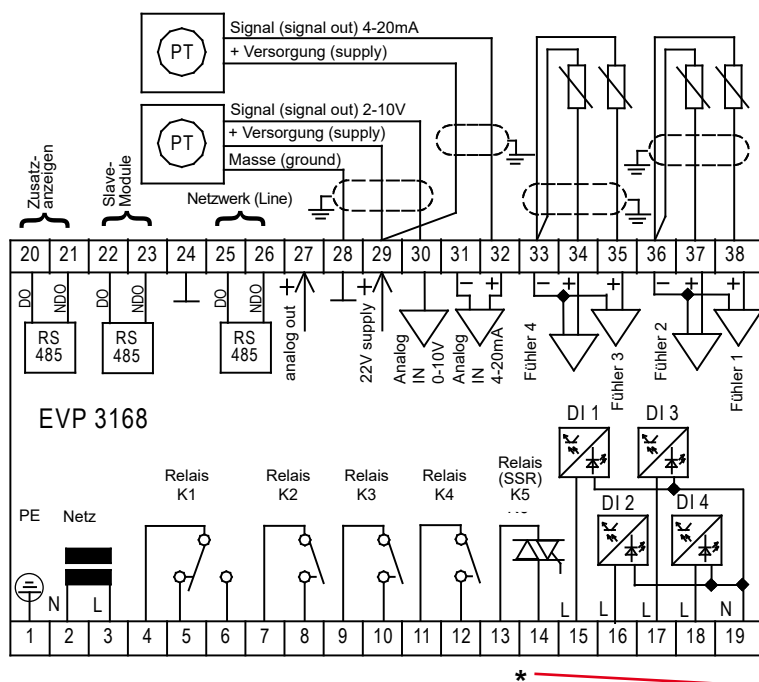 Signal (signal out) 4-20mA
+ Versorgung (supply)
PT
Signal (signal out) 2-10V
+ Versorgung (supply)
Masse (ground)
PT
Zusatz-
anzeigen
Slave-
Module
Netzwerk (Line)
20 21 22 23 24 25 26 27 28 29 30 31 32 33 34 35 36 37 38
DO NDO DO NDO DO NDO + + − + − + + − + +
RS
485
RS
485
RS
485
analog out
22V supply
Analog
IN
0-10V
Analog
IN
4-20mA
Fühler 4
Fühler 3
Fühler 2
Fühler 1
EVP 3168
DI 1
DI 3
DI 2
DI 4
PE
Netz
Relais
K1
Relais
K2
Relais
K3
Relais
K4
Relais
(SSR)
K5
N L L L L L N
1 2 3 4 5 6 7 8 9 10 11 12 13 14 15 16 17 18 19
*